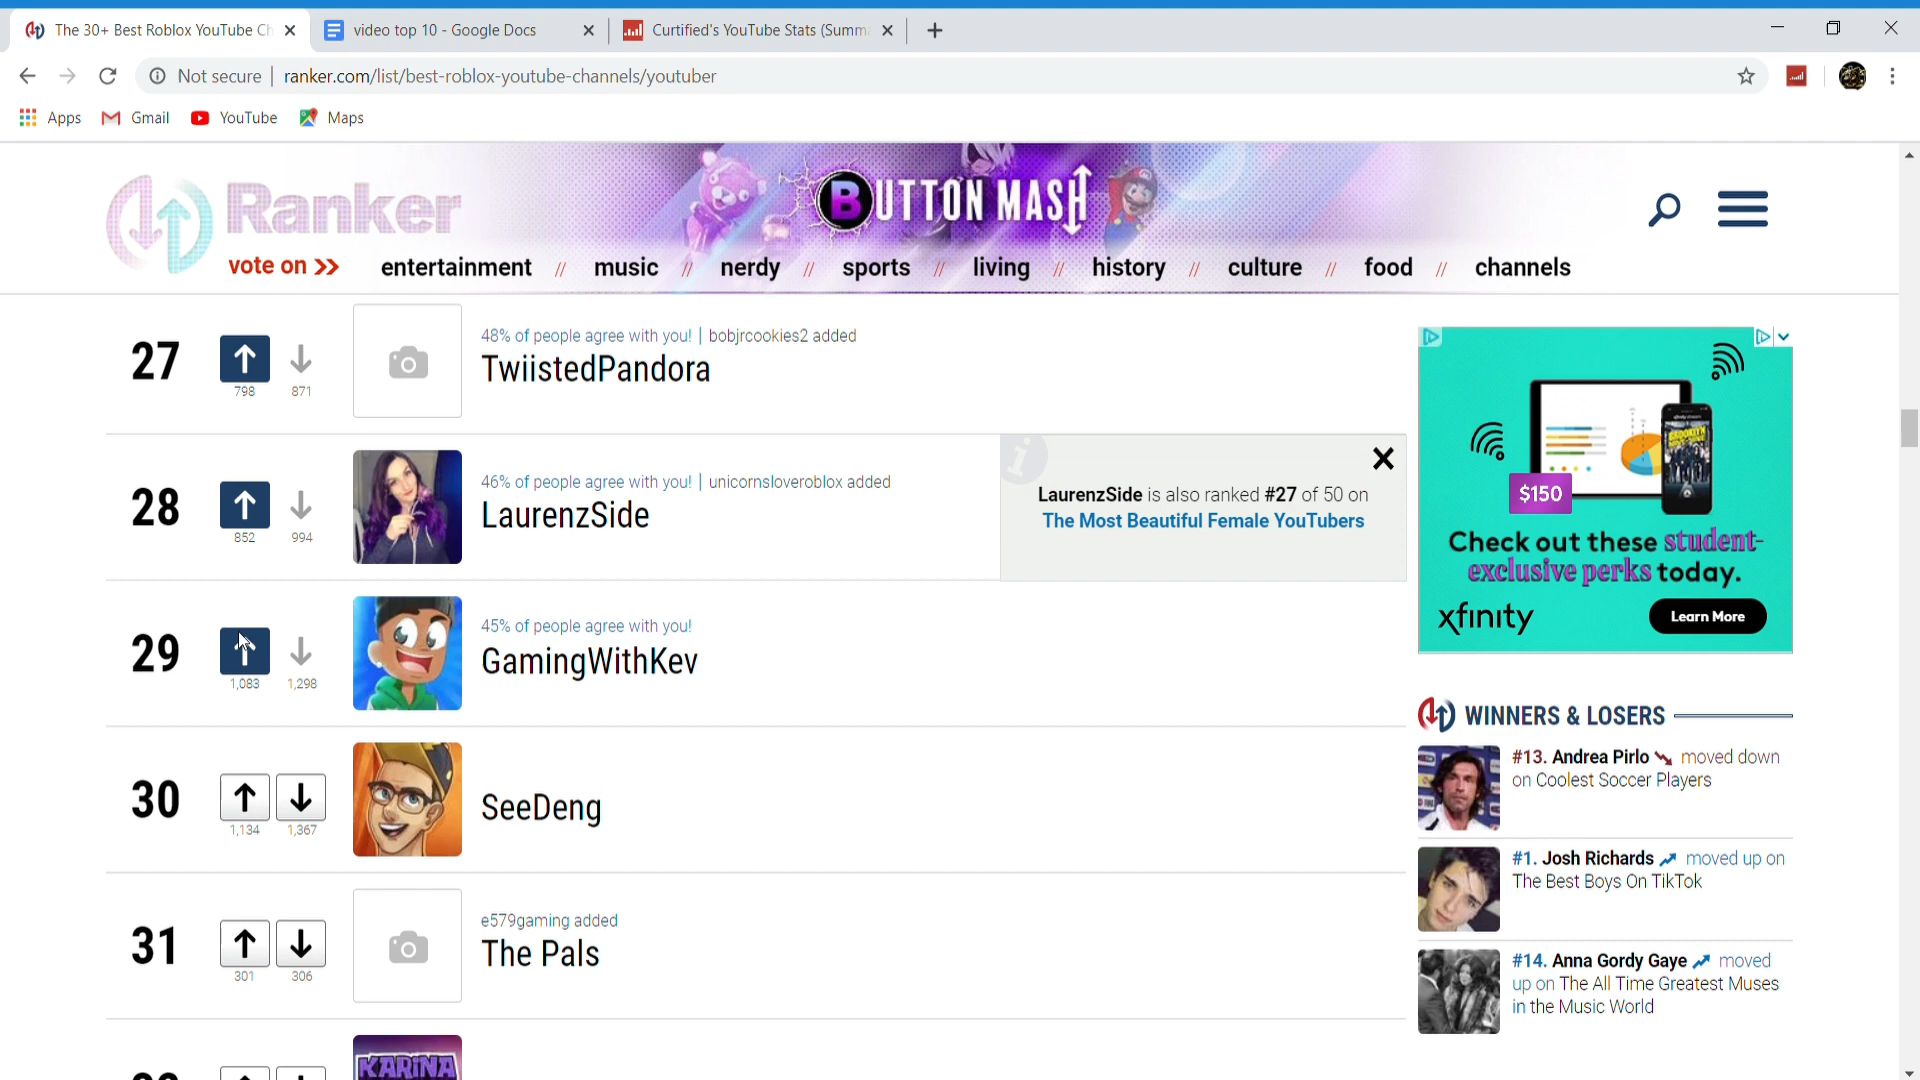 The 30+ Best Roblox YouTube Ch
video top 10 - Google Docs
Curtified's YouTube Stats (Summa
Not secure
ranker.com/list/best-roblox-youtube-channels/youtuber
Apps
Gmail
YouTube
Maps
Ranker
BUTTON MASH
vote on >>
entertainment // music // nerdy // sports // living // history // culture // food // channels
27
798
871
48% of people agree with you! | bobjrcookies2 added
TwiistedPandora
28
852
994
46% of people agree with you! | unicornsloveroblox added
LaurenzSide
LaurenzSide is also ranked #27 of 50 on
The Most Beautiful Female YouTubers
29
1,083
1,298
45% of people agree with you!
GamingWithKev
30
1,134
1,367
SeeDeng
31
301
306
e579gaming added
The Pals
KARINA
$150
Check out these student-
exclusive perks today.
xfinity
Learn More
WINNERS & LOSERS
#13. Andrea Pirlo moved down
on Coolest Soccer Players
#1. Josh Richards moved up on
The Best Boys On TikTok
#14. Anna Gordy Gaye moved
up on The All Time Greatest Muses
in the Music World